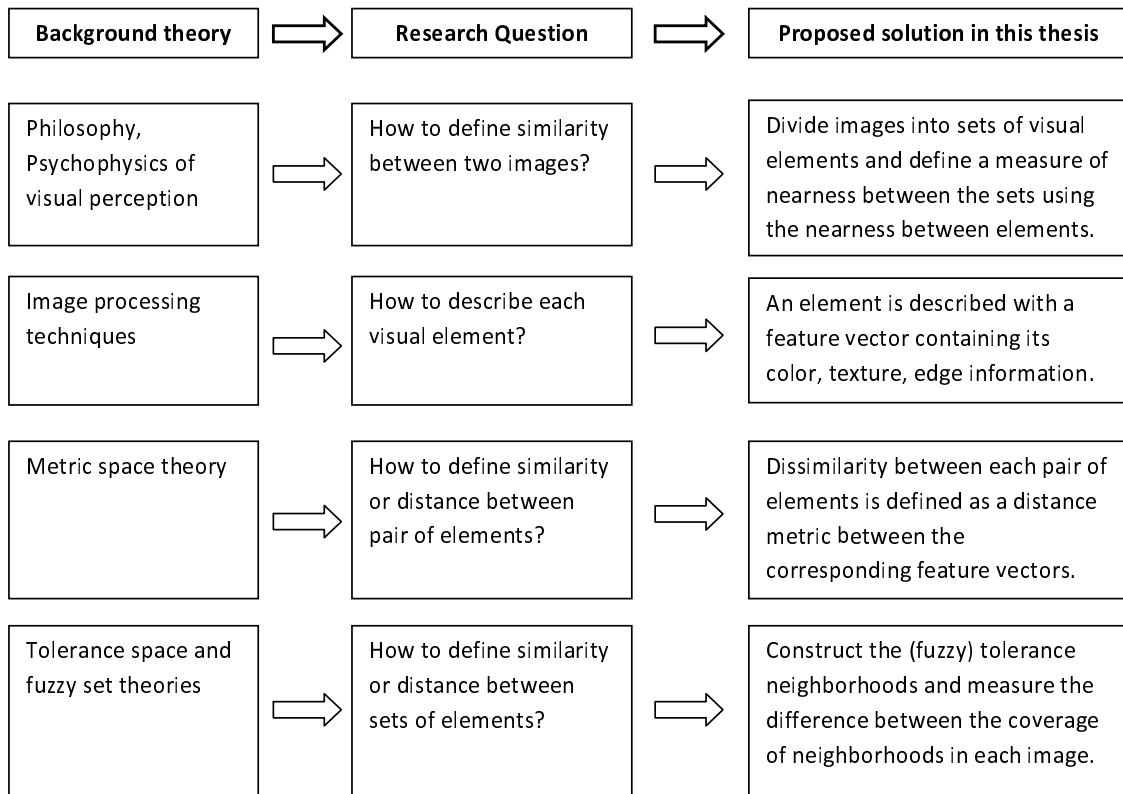 Background theory
Research Question
Proposed solution in this thesis
Philosophy,
Psychophysics of
visual perception
How to define similarity
between two images?
Divide images into sets of visual
elements and define a measure of
nearness between the sets using
the nearness between elements.
Image processing
techniques
How to describe each
visual element?
An element is described with a
feature vector containing its
color, texture, edge information.
Metric space theory
How to define similarity
or distance between
pair of elements?
Dissimilarity between each pair of
elements is defined as a distance
metric between the
corresponding feature vectors.
Tolerance space and
fuzzy set theories
How to define similarity
or distance between
sets of elements?
Construct the (fuzzy) tolerance
neighborhoods and measure the
difference between the coverage
of neighborhoods in each image.